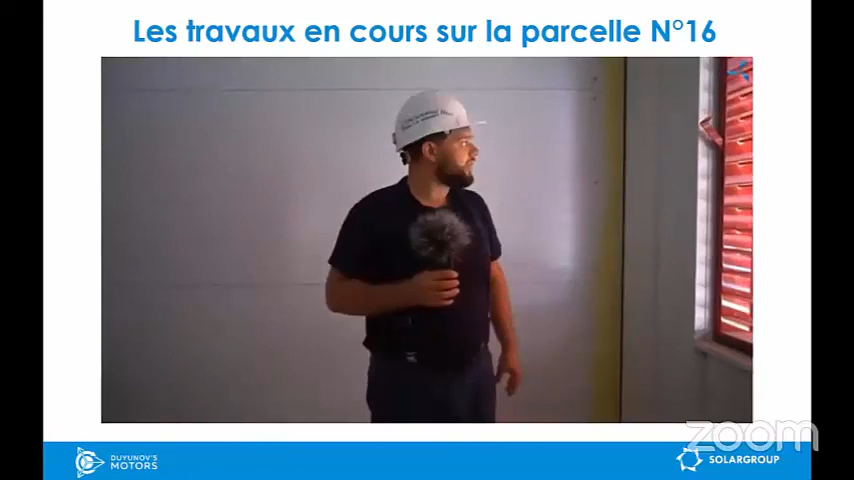 Les travaux en cours sur la parcelle N°16
zoom
DUYUNOV'S
MOTORS
SOLARGROUP